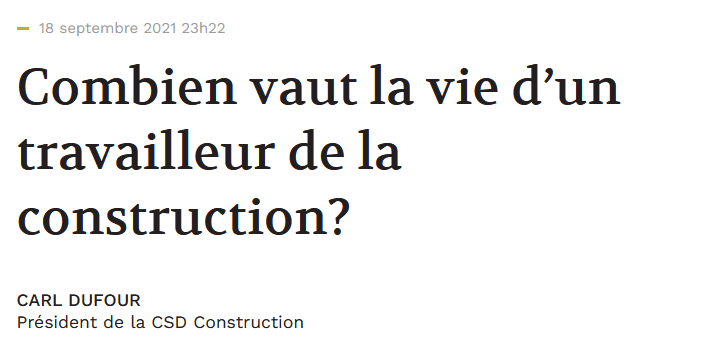 18 septembre 2021 23h22
Combien vaut la vie d’un
travailleur de la
construction?
CARL DUFOUR
Président de la CSD Construction